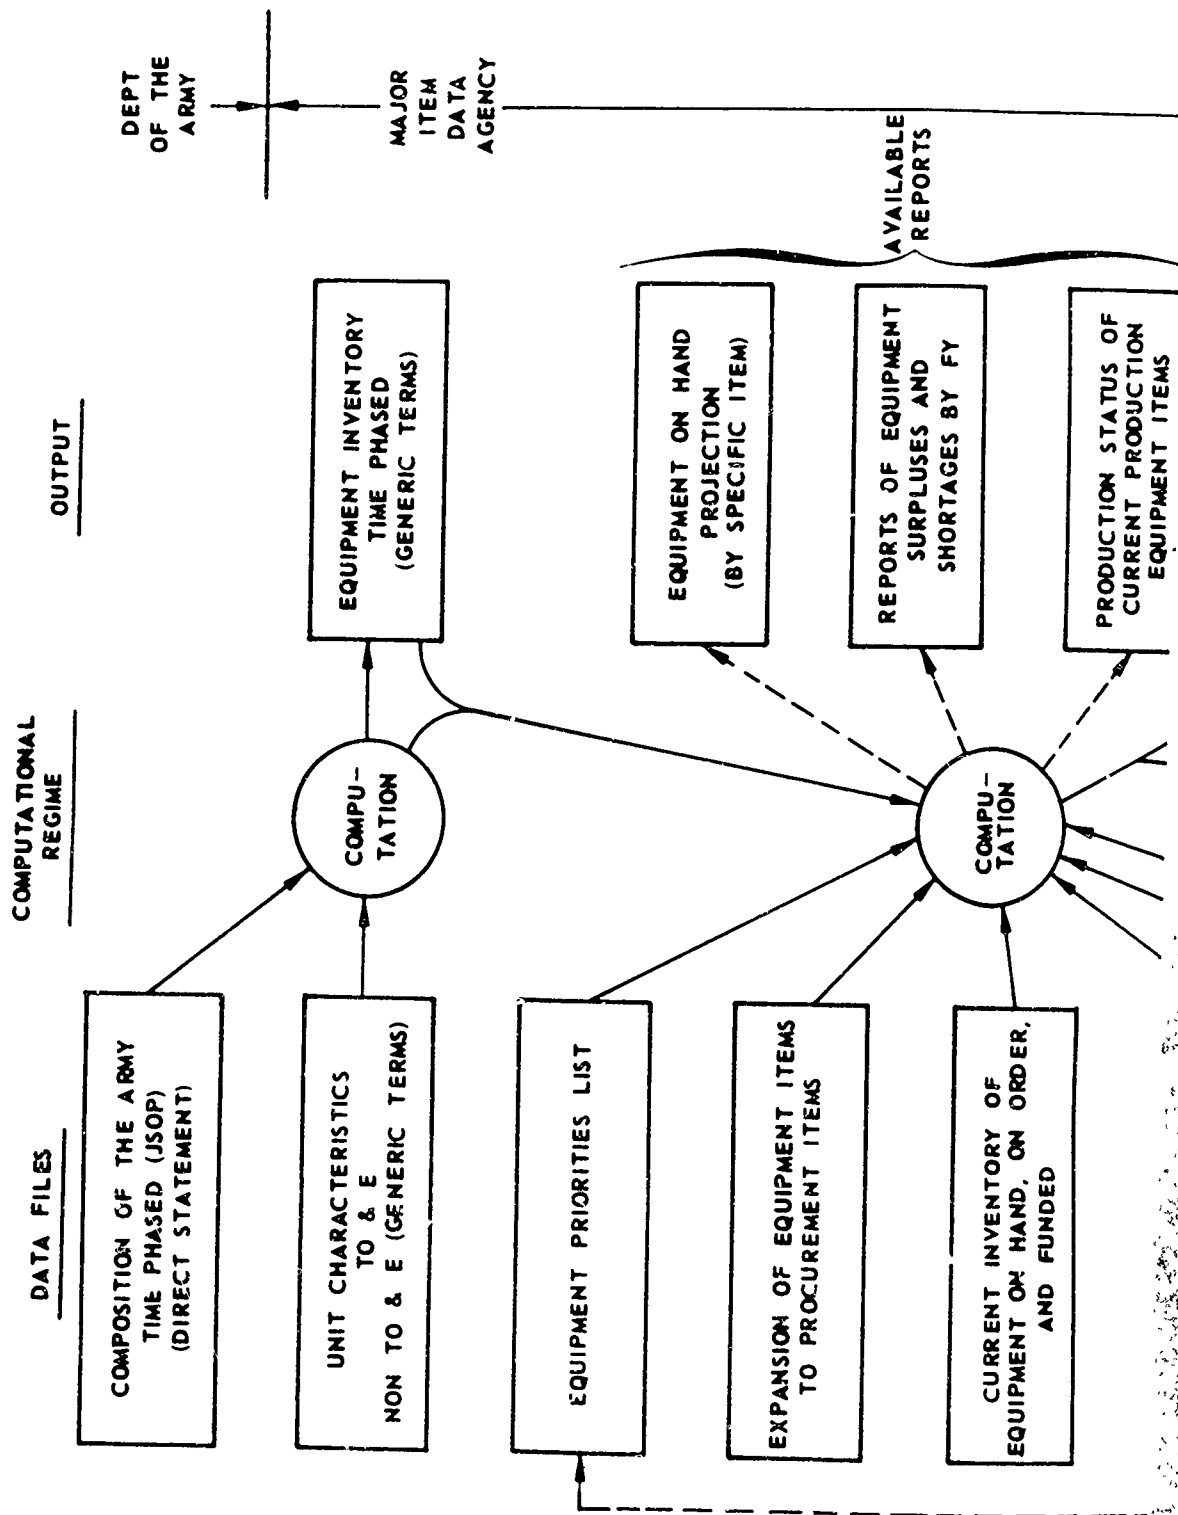 DATA FILES
COMPUTATIONAL
REGIME
OUTPUT
DEPT
OF THE
ARMY
MAJOR
ITEM
DATA
AGENCY
COMPOSITION OF THE ARMY
TIME PHASED (JSOP)
(DIRECT STATEMENT)
UNIT CHARACTERISTICS
TO & E
NON TO & E (GENERIC TERMS)
COMPU-
TATION
EQUIPMENT INVENTORY
TIME PHASED
(GENERIC TERMS)
EQUIPMENT PRIORITIES LIST
EXPANSION OF EQUIPMENT ITEMS
TO PROCUREMENT ITEMS
CURRENT INVENTORY OF
EQUIPMENT ON HAND, ON ORDER,
AND FUNDED
COMPU-
TATION
EQUIPMENT ON HAND
PROJECTION
(BY SPECIFIC ITEM)
REPORTS OF EQUIPMENT
SURPLUSES AND
SHORTAGES BY FY
PRODUCTION STATUS OF
CURRENT PRODUCTION
EQUIPMENT ITEMS
AVAILABLE
REPORTS